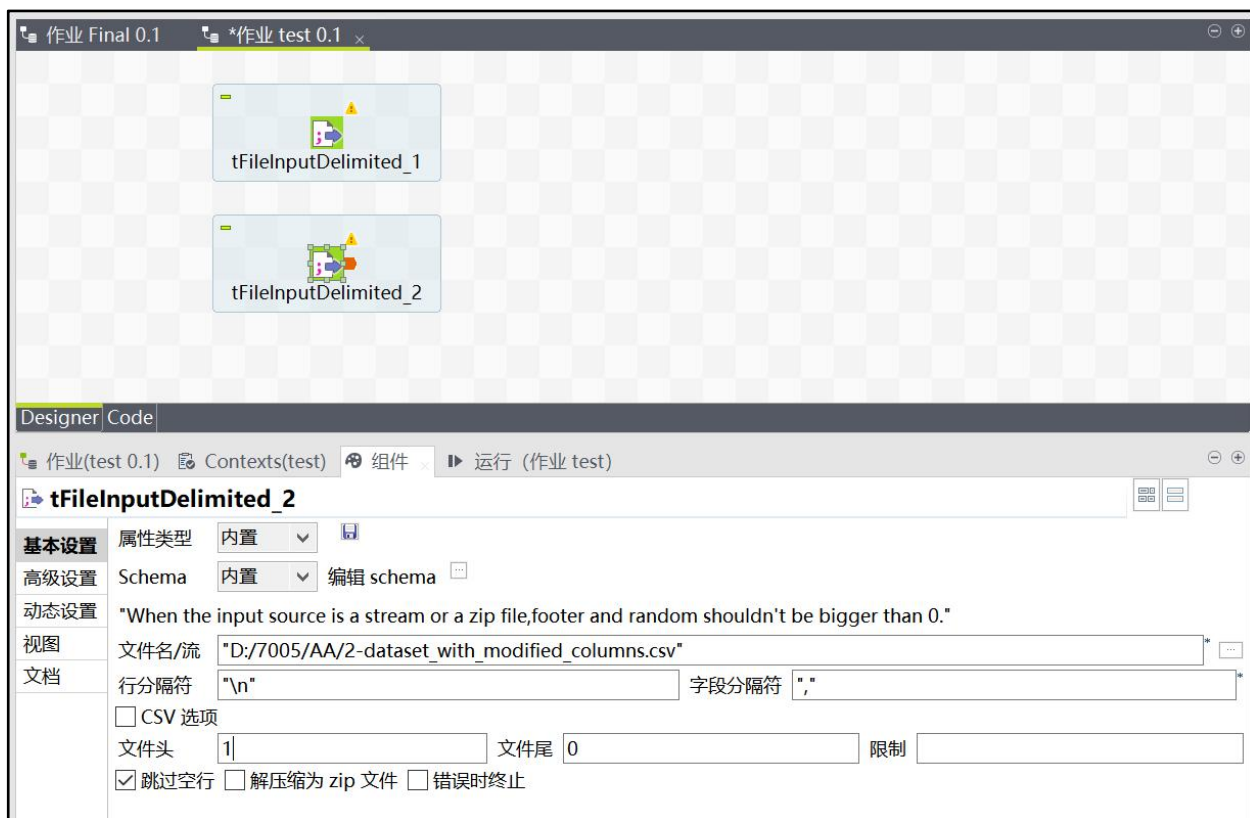 作业 Final 0.1 *作业 test 0.1
tFileInputDelimited_1
tFileInputDelimited_2
Designer Code
作业(test 0.1) Contexts(test) 组件 运行 (作业 test)
tFileInputDelimited_2
基本设置 属性类型 内置
高级设置 Schema 内置 编辑 schema ...
动态设置 "When the input source is a stream or a zip file,footer and random shouldn't be bigger than 0."
视图 文件名/流 "D:/7005/AA/2-dataset_with_modified_columns.csv" * ...
文档 行分隔符 "\n" 字段分隔符 "," *
CSV 选项
文件头 1 文件尾 0 限制
跳过空行 解压缩为 zip 文件 错误时终止